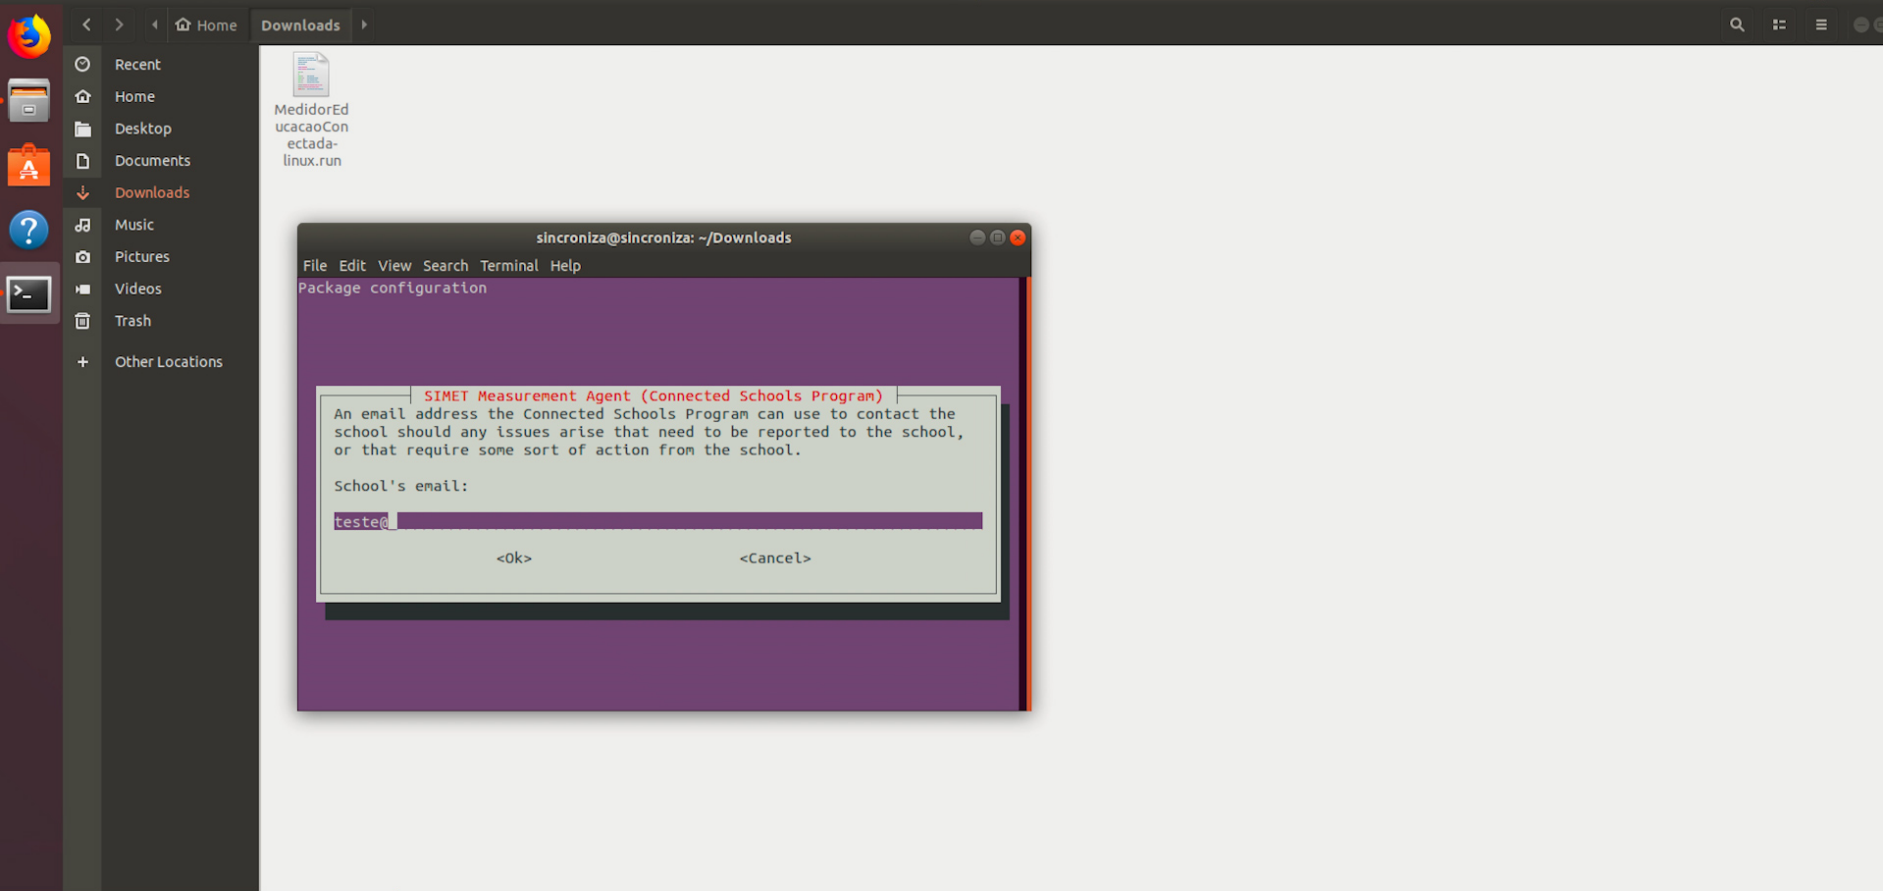 Home
Downloads
Recent
Home
Desktop
Documents
Downloads
Music
Pictures
Videos
Trash
Other Locations
MedidorEd
ucacaoCon
ectada-
linux.run
sincroniza@sincroniza: ~/Downloads
File Edit View Search Terminal Help
Package configuration
SIMET Measurement Agent (Connected Schools Program)
An email address the Connected Schools Program can use to contact the
school should any issues arise that need to be reported to the school,
or that require some sort of action from the school.
School's email:
teste@
<Ok> <Cancel>